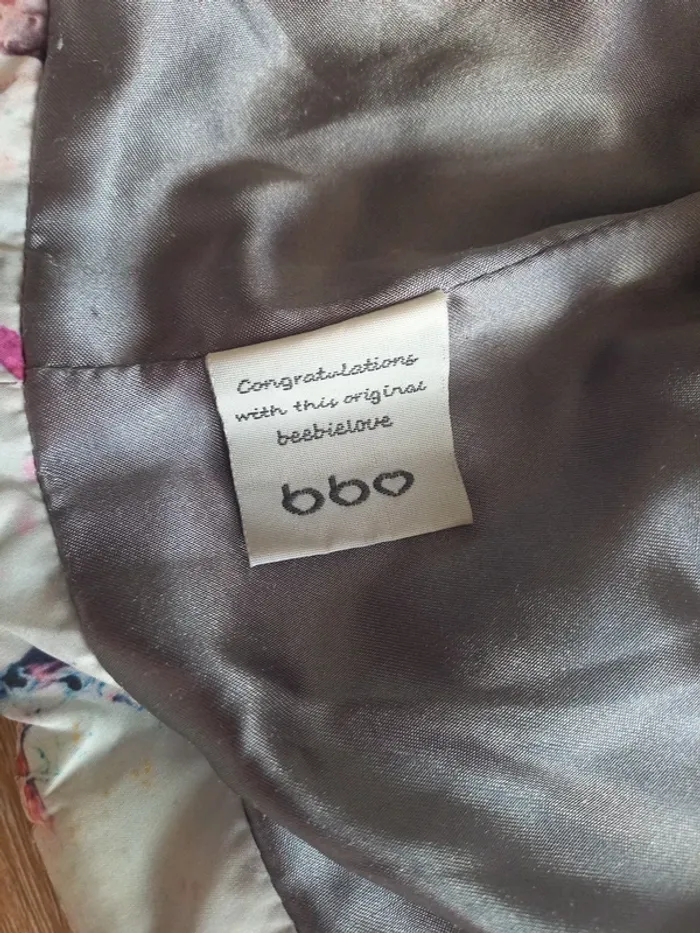 Congratulations
with this original
beebielove
bb♡